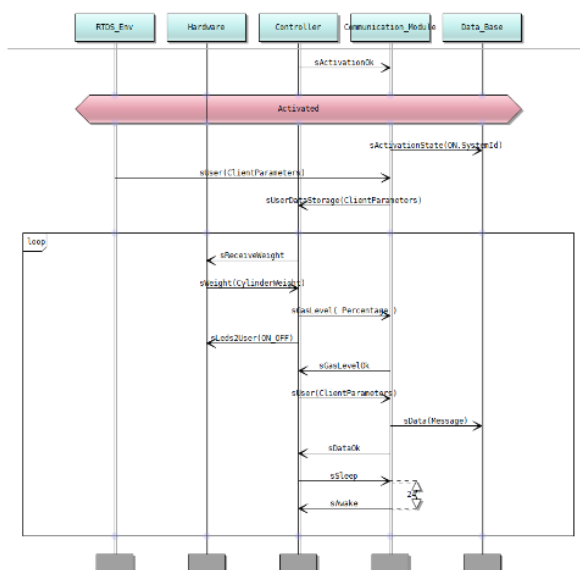 RTOS_Env
Hardware
Controller
Communication_Module
Data_Base
sActivationOk
Activated
sActivationState(ON,SystemId)
sUser(ClientParameters)
sUserDataStorage(ClientParameters)
loop
sReceiveWeight
sWeight(CylinderWeight)
sGasLevel( Percentage )
sLeds2User(ON_OFF)
sGasLevelOk
sUser(ClientParameters)
sData(Message)
sDataOk
sSleep
sAwake